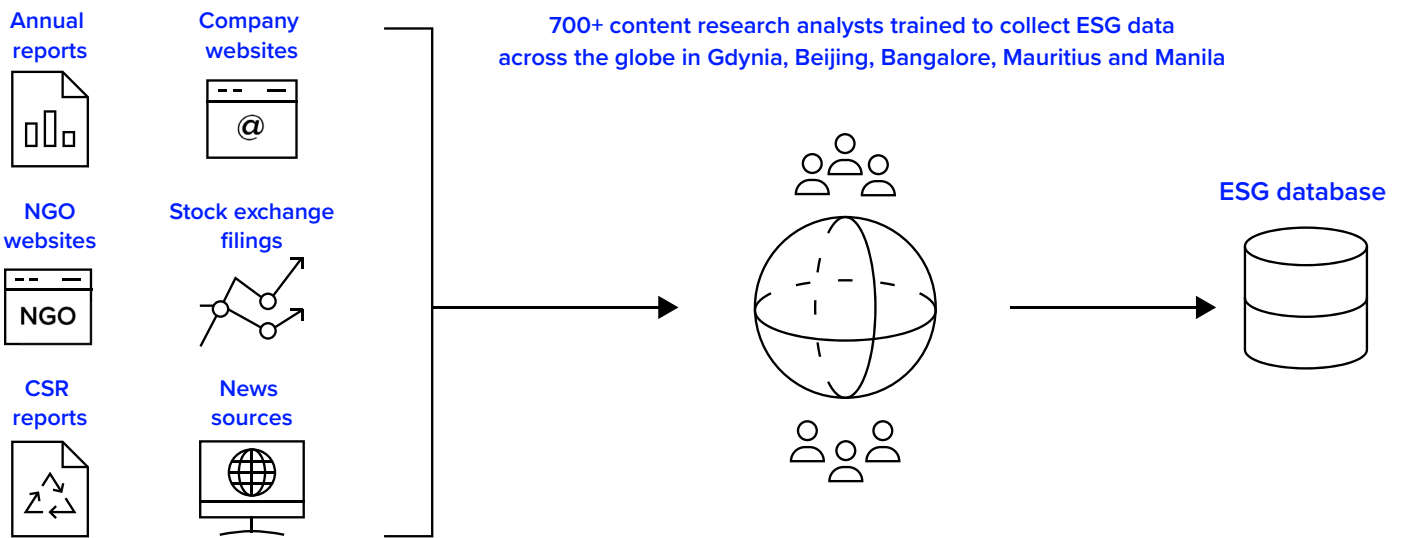 Annual
reports
Company
websites
@
700+ content research analysts trained to collect ESG data
across the globe in Gdynia, Beijing, Bangalore, Mauritius and Manila
NGO
websites
NGO
Stock exchange
filings
ESG database
CSR
reports
News
sources